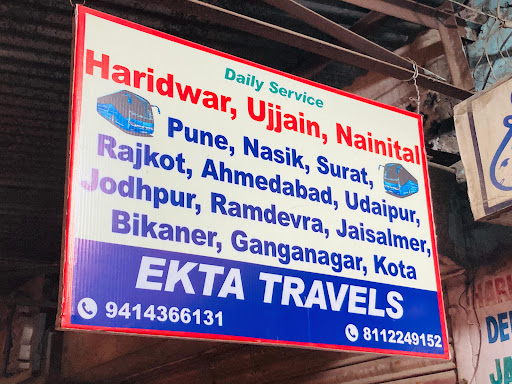 Daily Service
Haridwar, Ujjain, Nainital
Pune, Nasik, Surat,
Rajkot, Ahmedabad, Udaipur,
Jodhpur, Ramdevra, Jaisalmer,
Bikaner, Ganganagar, Kota
EKTA TRAVELS
9414366131 8112249152